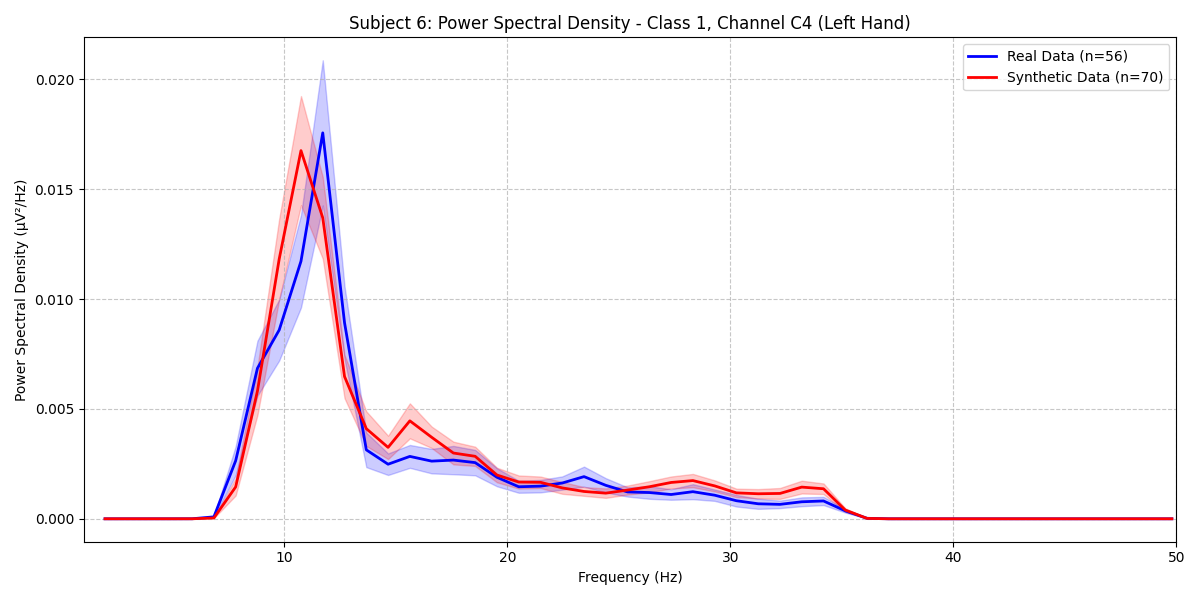 Subject 6: Power Spectral Density - Class 1, Channel C4 (Left Hand)
Real Data (n=56)
Synthetic Data (n=70)
Power Spectral Density (µV²/Hz)
0.020
0.015
0.010
0.005
0.000
10
20
30
40
50
Frequency (Hz)